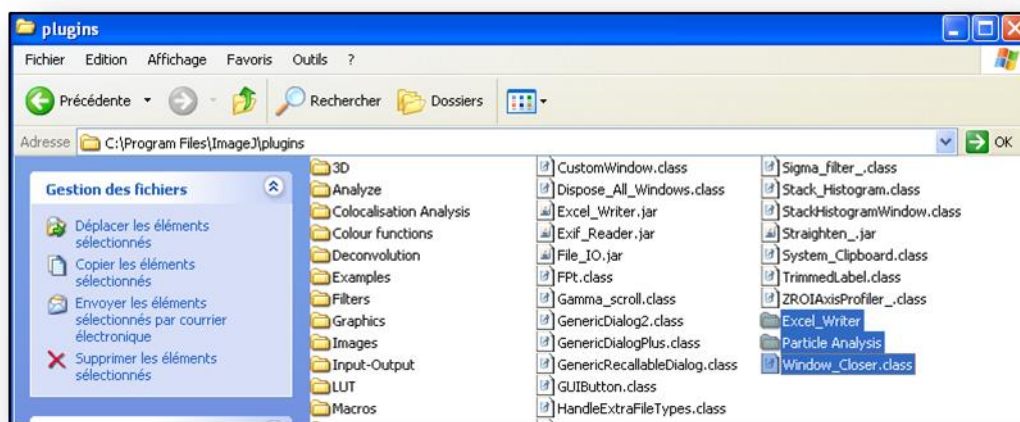 plugins
Fichier Edition Affichage Favoris Outils ?
Précédente Rechercher Dossiers
Adresse C:\Program Files\ImageJ\plugins OK
Gestion des fichiers
Déplacer les éléments
sélectionnés
Copier les éléments
sélectionnés
Envoyer les éléments
sélectionnés par courrier
électronique
Supprimer les éléments
sélectionnés
3D
Analyze
Colocalisation Analysis
Colour functions
Deconvolution
Examples
Filters
Graphics
Images
Input-Output
LUT
Macros
CustomWindow.class
Dispose_All_Windows.class
Excel_Writer.jar
Exif_Reader.jar
File_IO.jar
FPt.class
Gamma_scroll.class
GenericDialog2.class
GenericDialogPlus.class
GenericRecallableDialog.class
GUIButton.class
HandleExtraFileTypes.class
Sigma_filter_.class
Stack_Histogram.class
StackHistogramWindow.class
Straighten_.jar
System_Clipboard.class
TrimmedLabel.class
ZROIAxisProfiler_.class
Excel_Writer
Particle Analysis
Window_Closer.class